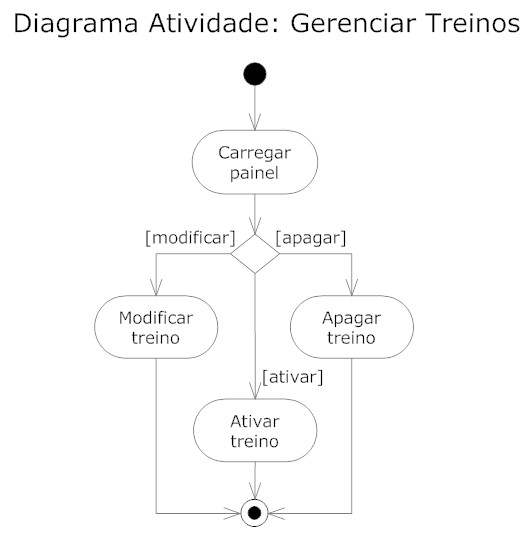 Diagrama Atividade: Gerenciar Treinos
Carregar
painel
[modificar]
[apagar]
Modificar
treino
Apagar
treino
[ativar]
Ativar
treino